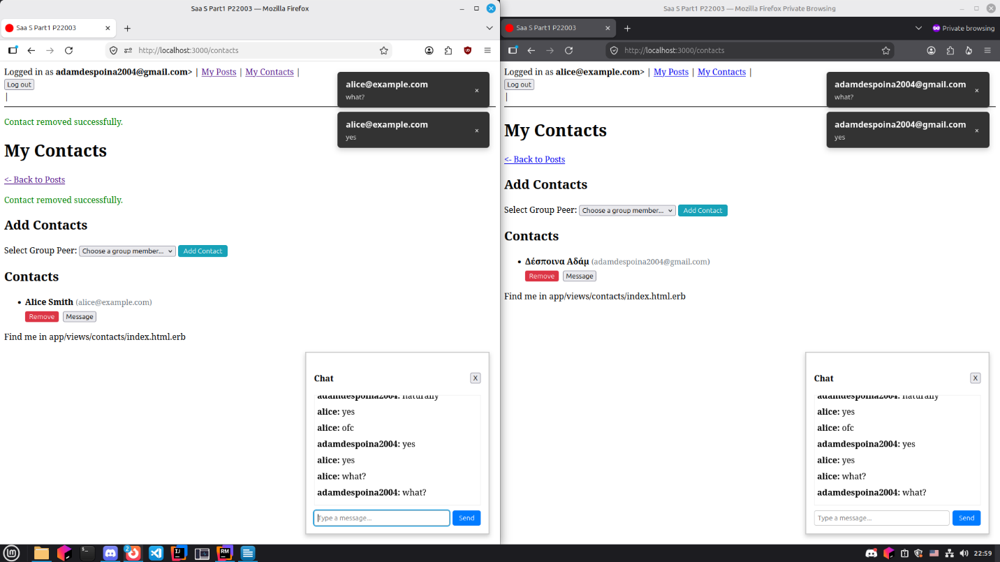 Saa S Part1 P22003 — Mozilla Firefox
Saa S Part1 P22003
http://localhost:3000/contacts
Logged in as adamdespoina2004@gmail.com> | My Posts | My Contacts |
Log out
|
alice@example.com
what?
×
alice@example.com
yes
×
Contact removed successfully.
My Contacts
<- Back to Posts
Contact removed successfully.
Add Contacts
Select Group Peer: Choose a group member... Add Contact
Contacts
Alice Smith (alice@example.com)
Remove Message
Find me in app/views/contacts/index.html.erb
Chat X
adamdespoina2004: naturally
alice: yes
alice: ofc
adamdespoina2004: yes
alice: yes
alice: what?
adamdespoina2004: what?
Type a message... Send
Saa S Part1 P22003 — Mozilla Firefox Private Browsing
Saa S Part1 P22003
Private browsing
http://localhost:3000/contacts
Logged in as alice@example.com> | My Posts | My Contacts |
Log out
|
adamdespoina2004@gmail.com
what?
×
adamdespoina2004@gmail.com
yes
×
My Contacts
<- Back to Posts
Add Contacts
Select Group Peer: Choose a group member... Add Contact
Contacts
Δέσποινα Αδάμ (adamdespoina2004@gmail.com)
Remove Message
Find me in app/views/contacts/index.html.erb
Chat X
adamdespoina2004: naturally
alice: yes
alice: ofc
adamdespoina2004: yes
alice: yes
alice: what?
adamdespoina2004: what?
Type a message... Send
2
IJ
RM
22:59